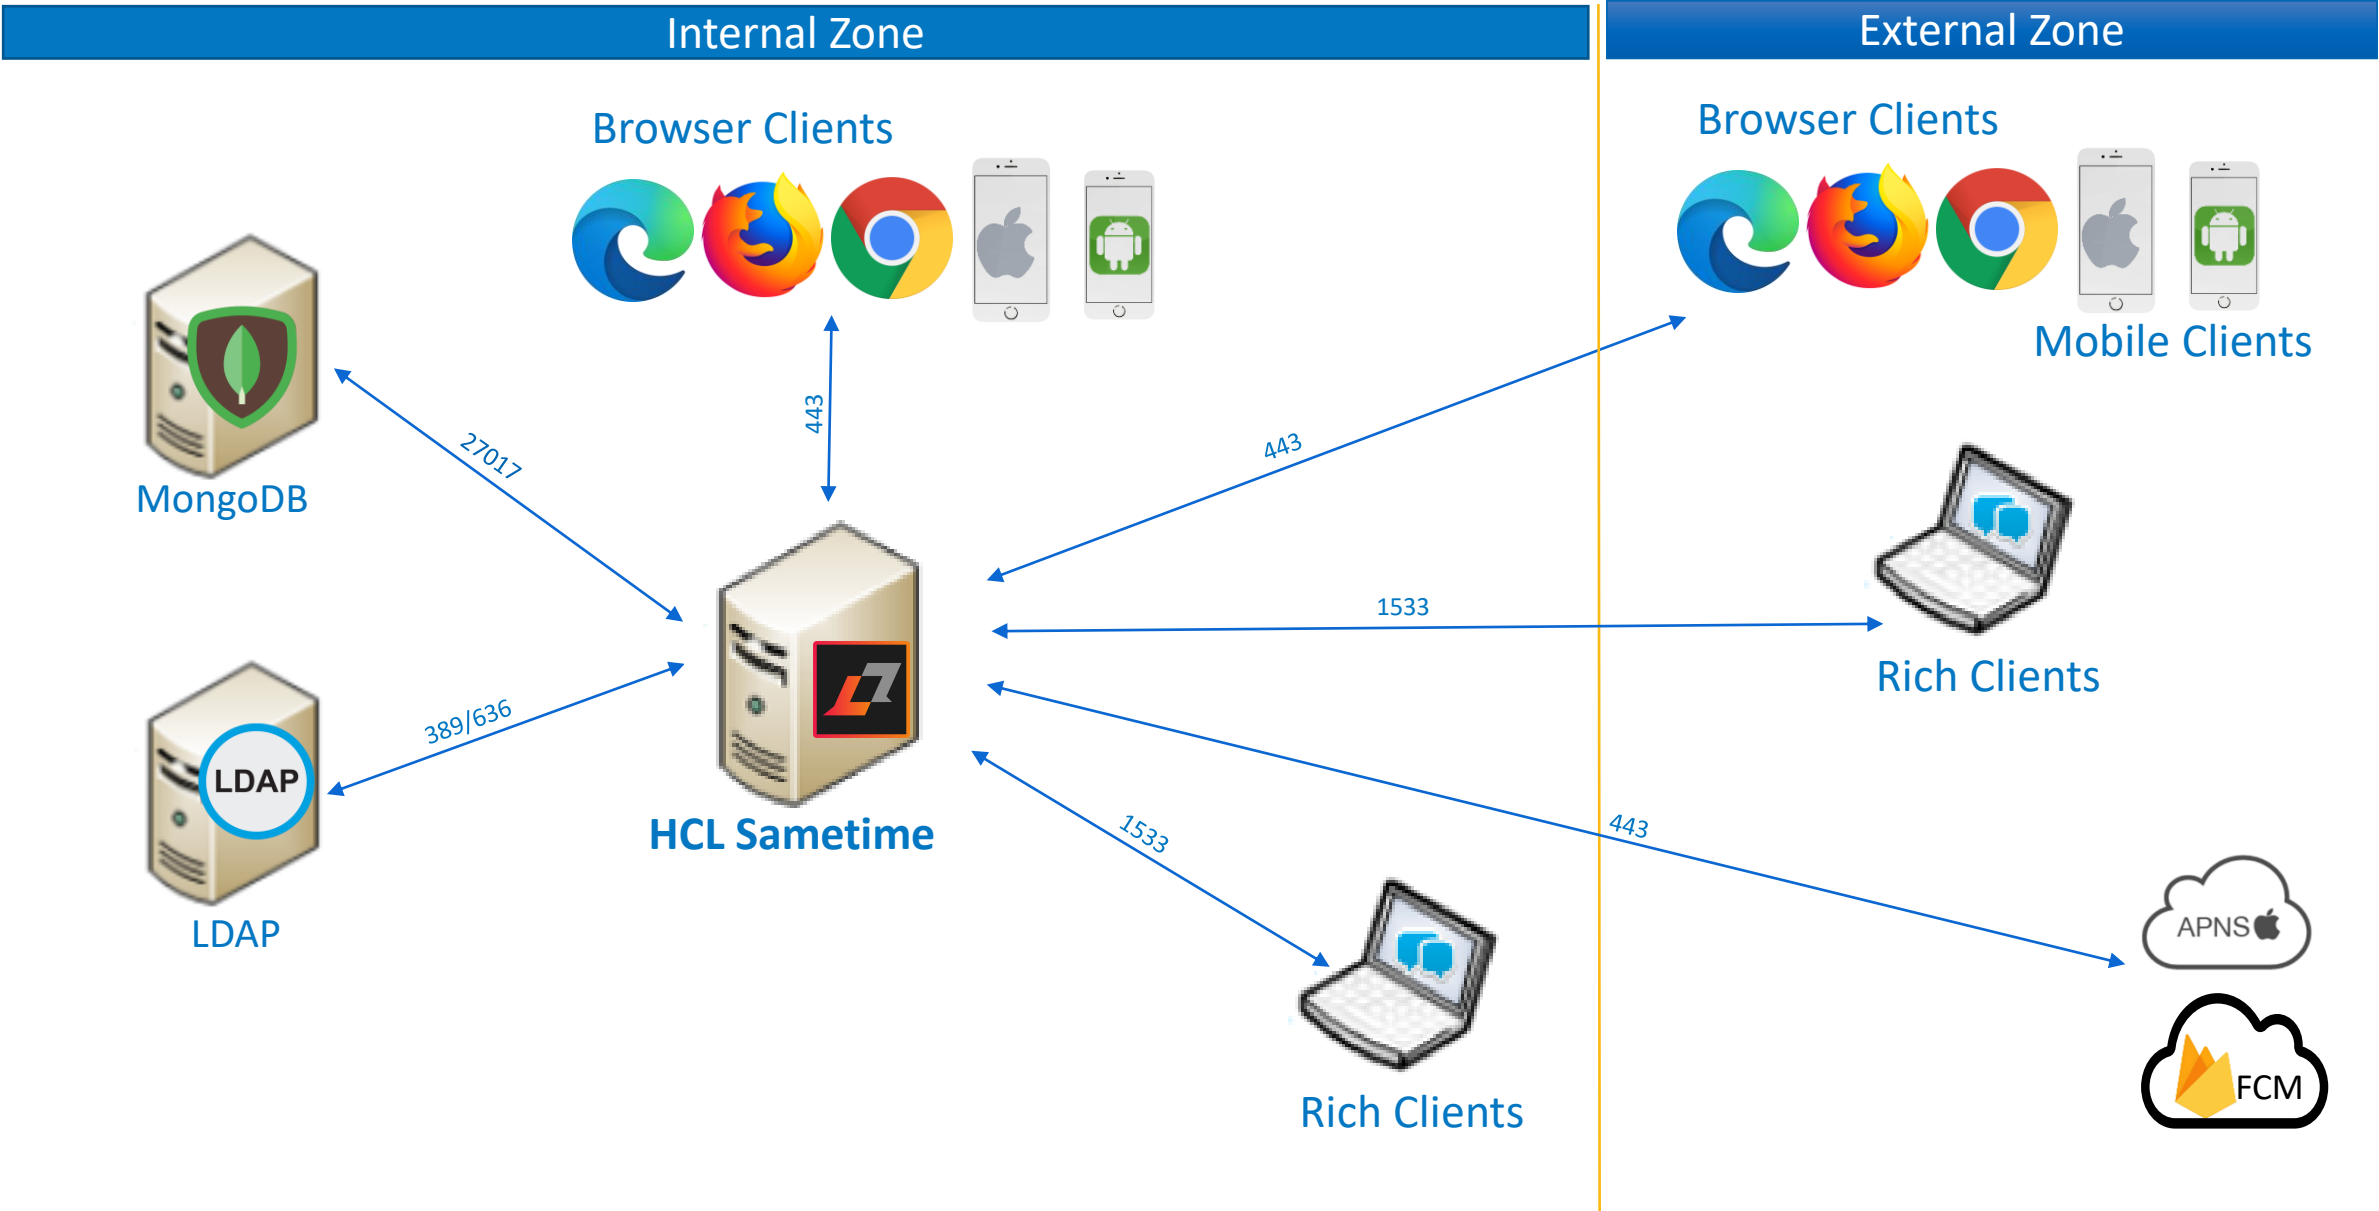 Internal Zone
External Zone
Browser Clients
Browser Clients
Mobile Clients
443
443
27017
MongoDB
1533
Rich Clients
389/636
LDAP
HCL Sametime
1533
443
LDAP
APNS
Rich Clients
FCM